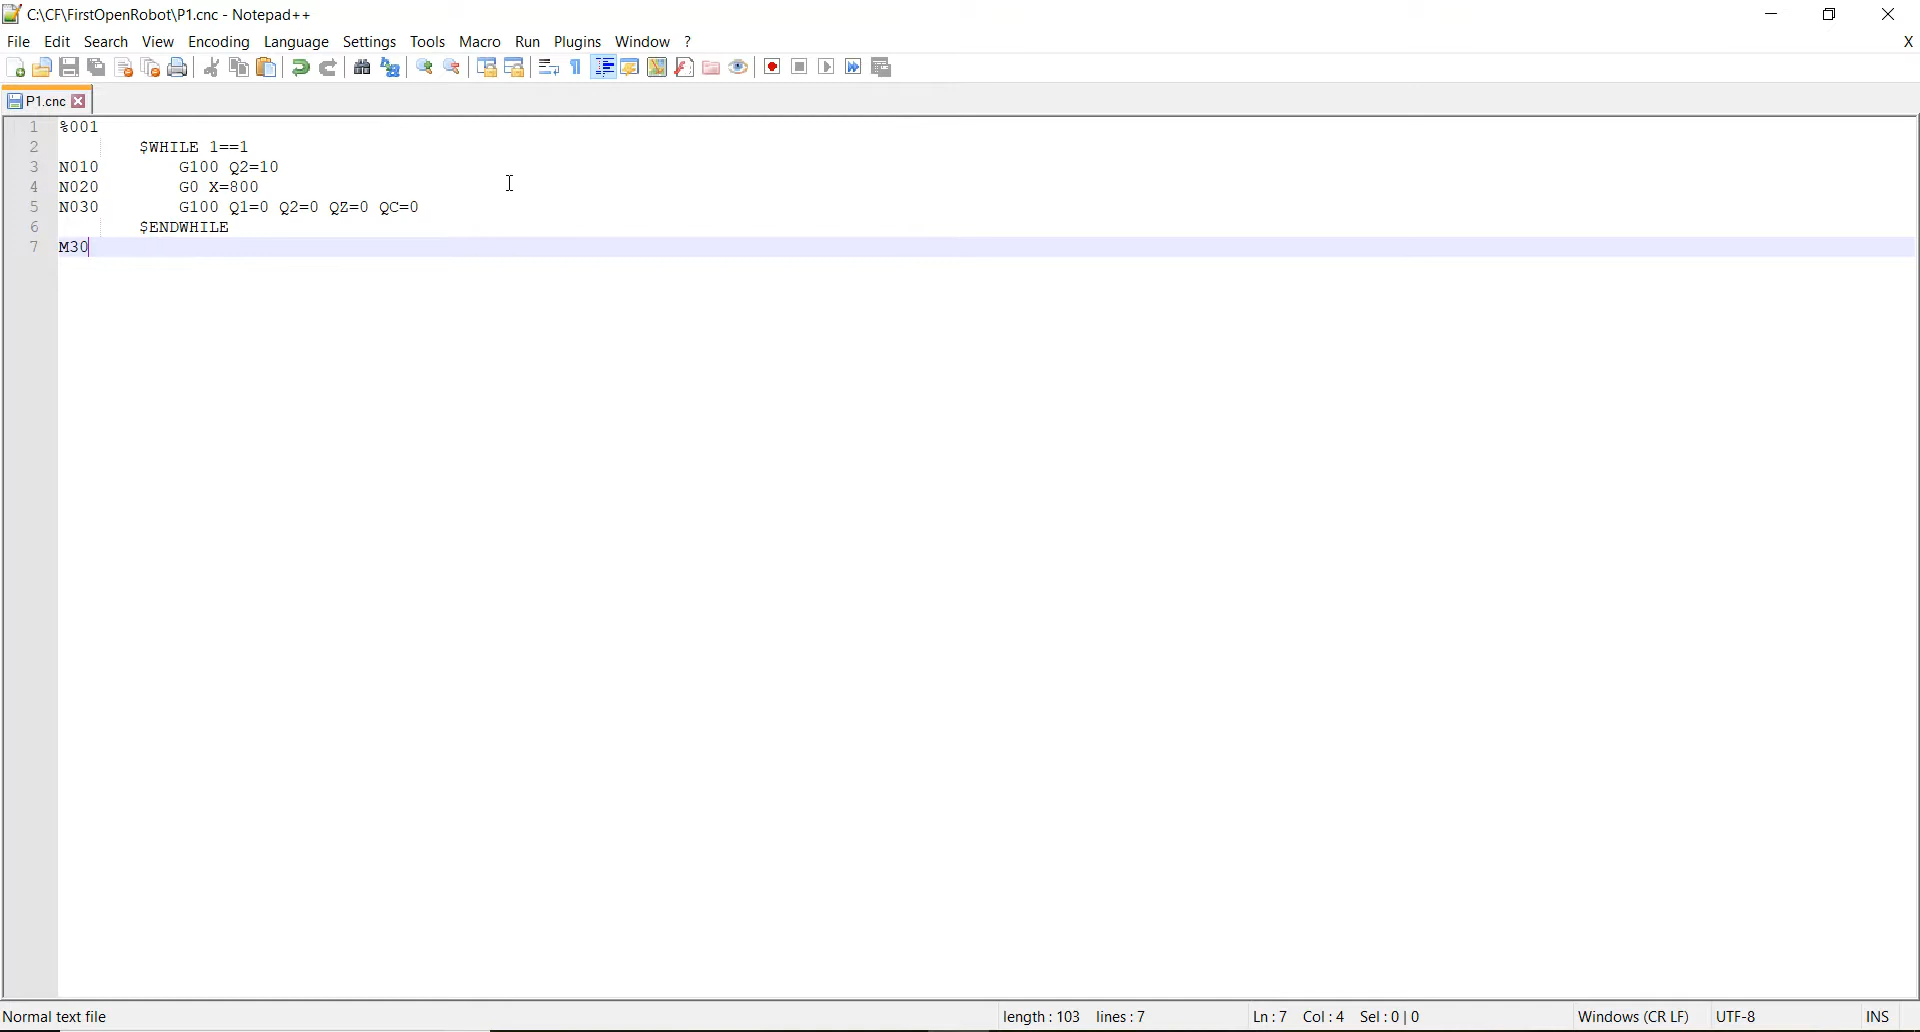 C:\CF\FirstOpenRobot\P1.cnc - Notepad++
File Edit Search View Encoding Language Settings Tools Macro Run Plugins Window ? X
P1.cnc
1 %001
2 $WHILE 1==1
3 N010 G100 Q2=10
4 N020 G0 X=800
5 N030 G100 Q1=0 Q2=0 QZ=0 QC=0
6 $ENDWHILE
7 M30
Normal text file length : 103 lines : 7 Ln : 7 Col : 4 Sel : 0 | 0 Windows (CR LF) UTF-8 INS